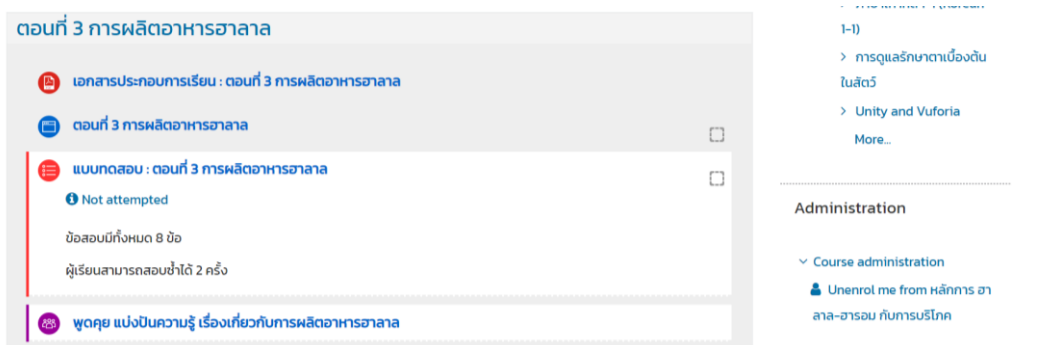 ตอนที่ 3 การผลิตอาหารฮาลาล
เอกสารประกอบการเรียน : ตอนที่ 3 การผลิตอาหารฮาลาล
ตอนที่ 3 การผลิตอาหารฮาลาล
แบบทดสอบ : ตอนที่ 3 การผลิตอาหารฮาลาล
Not attempted
ข้อสอบมีทั้งหมด 8 ข้อ
ผู้เรียนสามารถสอบซ้ำได้ 2 ครั้ง
พูดคุย แบ่งปันความรู้ เรื่องเกี่ยวกับการผลิตอาหารฮาลาล
1-1)
> การดูแลรักษาตาเบื้องต้น
ในสัตว์
> Unity and Vuforia
More...
Administration
Course administration
Unenrol me from หลักการ ฮา
ลาล-ฮารอม กับการบริโภค